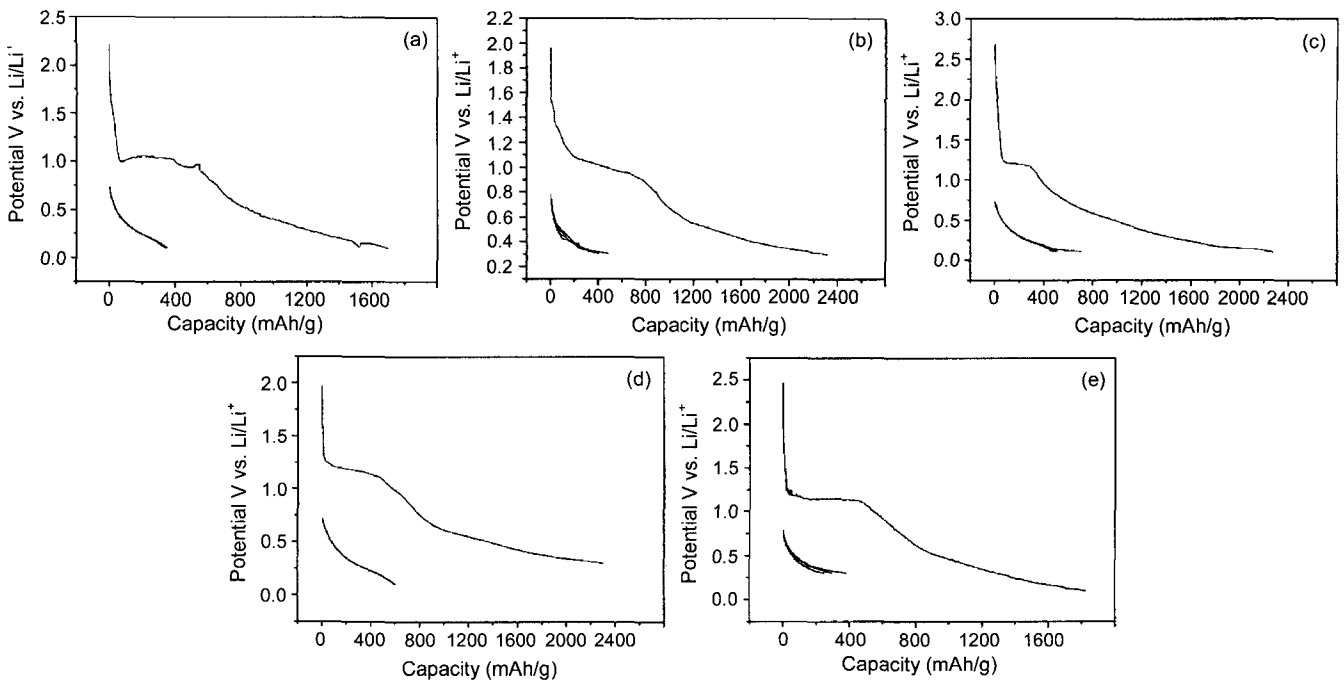 (a)
Potential V vs. Li/Li+
2.5
2.0
1.5
1.0
0.5
0.0
0 400 800 1200 1600
Capacity (mAh/g)
(b)
Potential V vs. Li/Li+
2.2
2.0
1.8
1.6
1.4
1.2
1.0
0.8
0.6
0.4
0.2
0 400 800 1200 1600 2000 2400
Capacity (mAh/g)
(c)
Potential V vs. Li/Li+
3.0
2.5
2.0
1.5
1.0
0.5
0.0
0 400 800 1200 1600 2000 2400
Capacity (mAh/g)
(d)
Potential V vs. Li/Li+
2.0
1.5
1.0
0.5
0.0
0 400 800 1200 1600 2000 2400
Capacity (mAh/g)
(e)
Potential V vs. Li/Li+
2.5
2.0
1.5
1.0
0.5
0.0
0 400 800 1200 1600
Capacity (mAh/g)